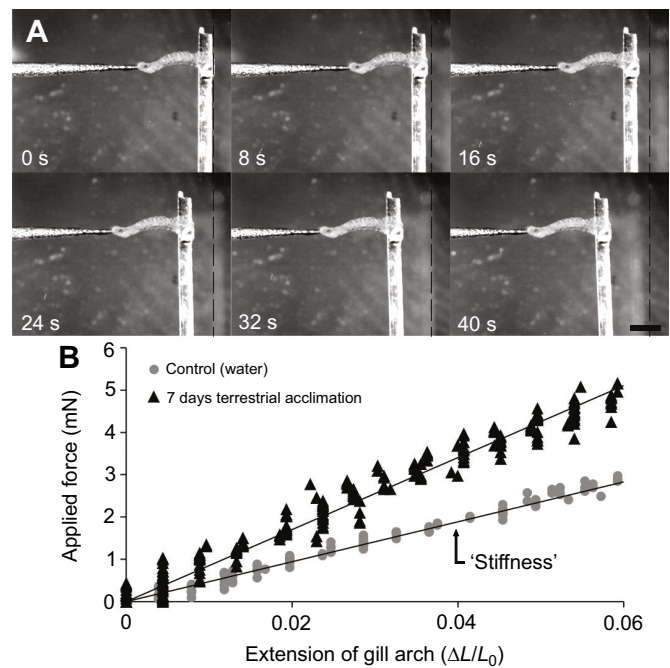 A
0 s
8 s
16 s
24 s
32 s
40 s
B
6
5
4
3
2
1
0
Applied force (mN)
Control (water)
7 days terrestrial acclimation
'Stiffness'
0
0.02
0.04
0.06
Extension of gill arch (ΔL/L0)